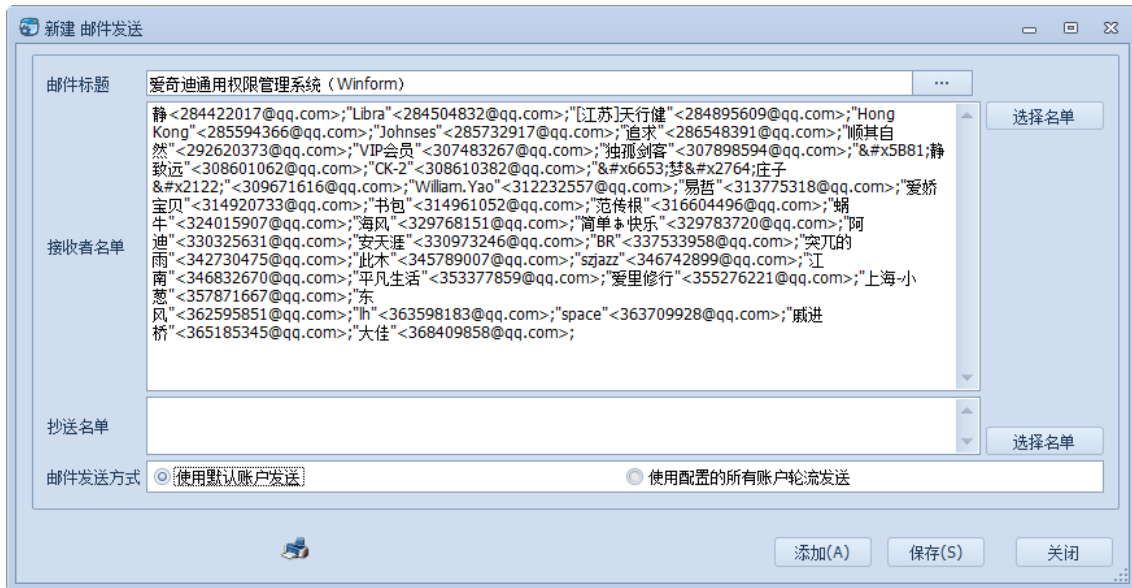 新建 邮件发送
邮件标题
爱奇迪通用权限管理系统（Winform）
...
静<284422017@qq.com>;"Libra"<284504832@qq.com>;"[江苏]天行健"<284895609@qq.com>;"Hong
Kong"<285594366@qq.com>;"Johnses"<285732917@qq.com>;"追求"<286548391@qq.com>;"顺其自
然"<292620373@qq.com>;"VIP会员"<307483267@qq.com>;"独孤剑客"<307898594@qq.com>;"&#x5B81;静
致远"<308601062@qq.com>;"CK-2"<308610382@qq.com>;"&#x6653;梦&#x2764;庄子
&#x2122;"<309671616@qq.com>;"William.Yao"<312232557@qq.com>;"易哲"<313775318@qq.com>;"爱娇
宝贝"<314920733@qq.com>;"书包"<314961052@qq.com>;"范传根"<316604496@qq.com>;"蜗
牛"<324015907@qq.com>;"海风"<329768151@qq.com>;"简单ぁ快乐"<329783720@qq.com>;"阿
迪"<330325631@qq.com>;"安天涯"<330973246@qq.com>;"BR"<337533958@qq.com>;"突兀的
雨"<342730475@qq.com>;"此木"<345789007@qq.com>;"szjazz"<346742899@qq.com>;"江
南"<346832670@qq.com>;"平凡生活"<353377859@qq.com>;"爱里修行"<355276221@qq.com>;"上海-小
葱"<357871667@qq.com>;"东
风"<362595851@qq.com>;"lh"<363598183@qq.com>;"space"<363709928@qq.com>;"戚进
桥"<365185345@qq.com>;"大佳"<368409858@qq.com>;
选择名单
接收者名单
抄送名单
选择名单
邮件发送方式
使用默认账户发送
使用配置的所有账户轮流发送
添加(A)
保存(S)
关闭